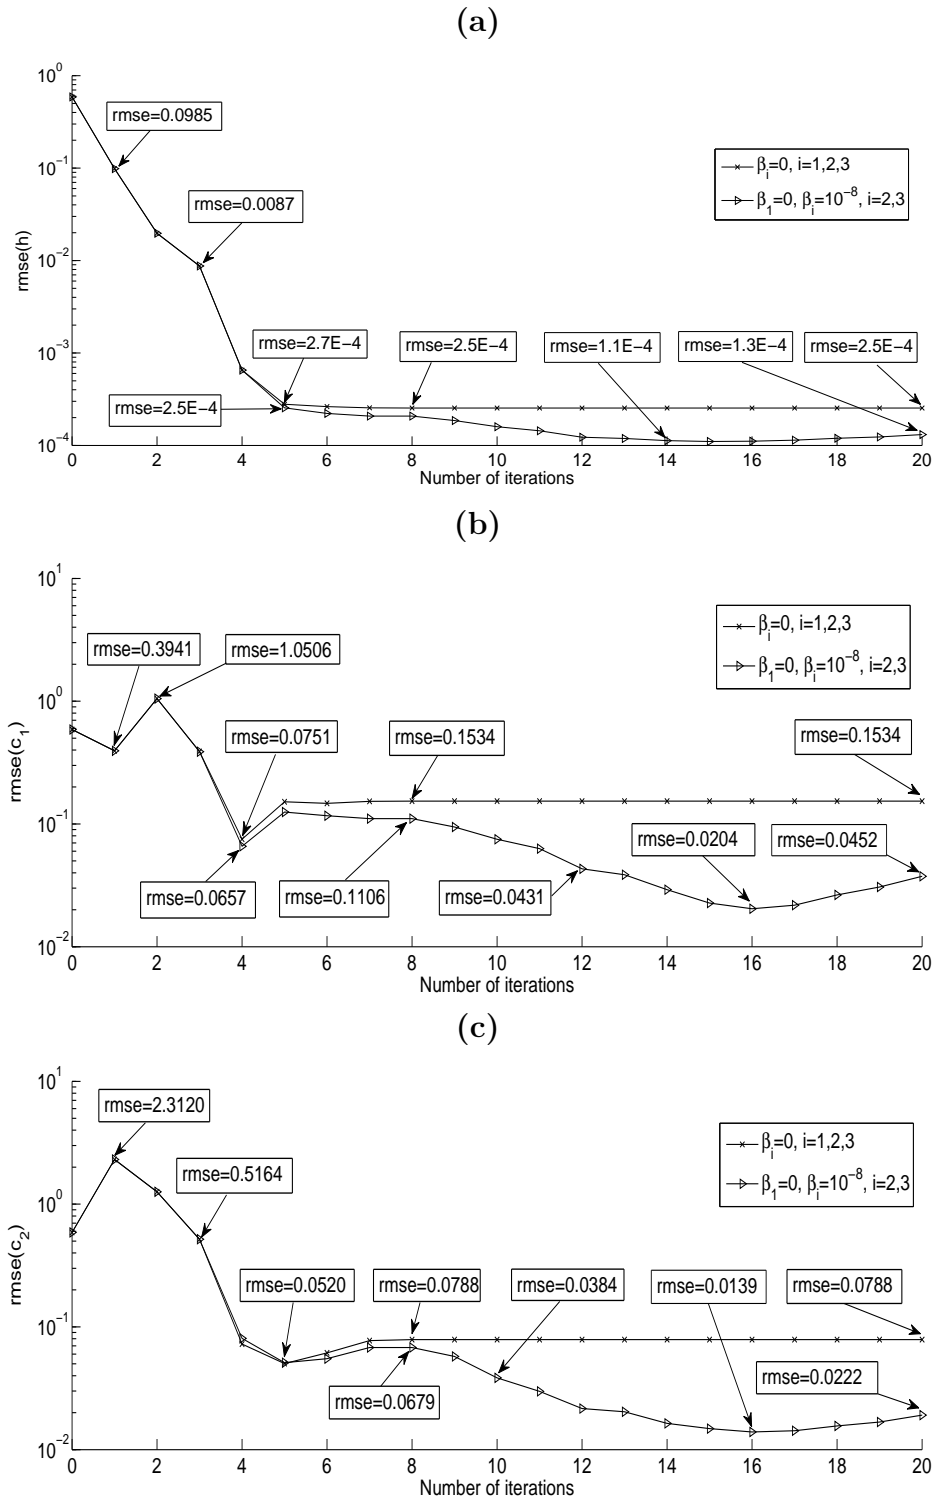 (a)
10^0
10^-1
10^-2
10^-3
10^-4
rmse(h)
rmse=0.0985
rmse=0.0087
β_i=0, i=1,2,3
β_1=0, β_i=10^-8, i=2,3
rmse=2.7E-4
rmse=2.5E-4
rmse=1.1E-4
rmse=1.3E-4
rmse=2.5E-4
rmse=2.5E-4
0 2 4 6 8 10 12 14 16 18 20
Number of iterations
(b)
10^1
10^0
10^-1
10^-2
rmse(c_1)
β_i=0, i=1,2,3
β_1=0, β_i=10^-8, i=2,3
rmse=0.3941
rmse=1.0506
rmse=0.0751
rmse=0.1534
rmse=0.1534
rmse=0.0204
rmse=0.0452
rmse=0.0657
rmse=0.1106
rmse=0.0431
0 2 4 6 8 10 12 14 16 18 20
Number of iterations
(c)
10^1
10^0
10^-1
10^-2
rmse(c_2)
rmse=2.3120
β_i=0, i=1,2,3
β_1=0, β_i=10^-8, i=2,3
rmse=0.5164
rmse=0.0520
rmse=0.0788
rmse=0.0384
rmse=0.0139
rmse=0.0788
rmse=0.0222
rmse=0.0679
0 2 4 6 8 10 12 14 16 18 20
Number of iterations